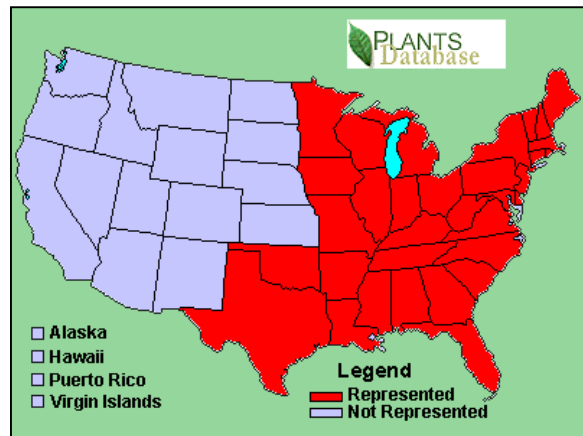 PLANTS
Database
Alaska
Hawaii
Puerto Rico
Virgin Islands
Legend
Represented
Not Represented